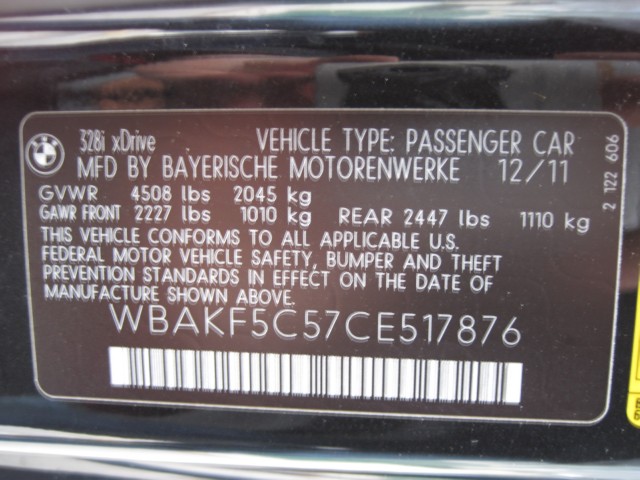 BMW
328i xDrive VEHICLE TYPE: PASSENGER CAR
MFD BY BAYERISCHE MOTORENWERKE 12/11
GVWR 4508 lbs 2045 kg
GAWR FRONT 2227 lbs 1010 kg REAR 2447 lbs 1110 kg
THIS VEHICLE CONFORMS TO ALL APPLICABLE U.S.
FEDERAL MOTOR VEHICLE SAFETY, BUMPER AND THEFT
PREVENTION STANDARDS IN EFFECT ON THE DATE OF
MANUFACTURE SHOWN ABOVE.
WBAKF5C57CE517876
2 122 606